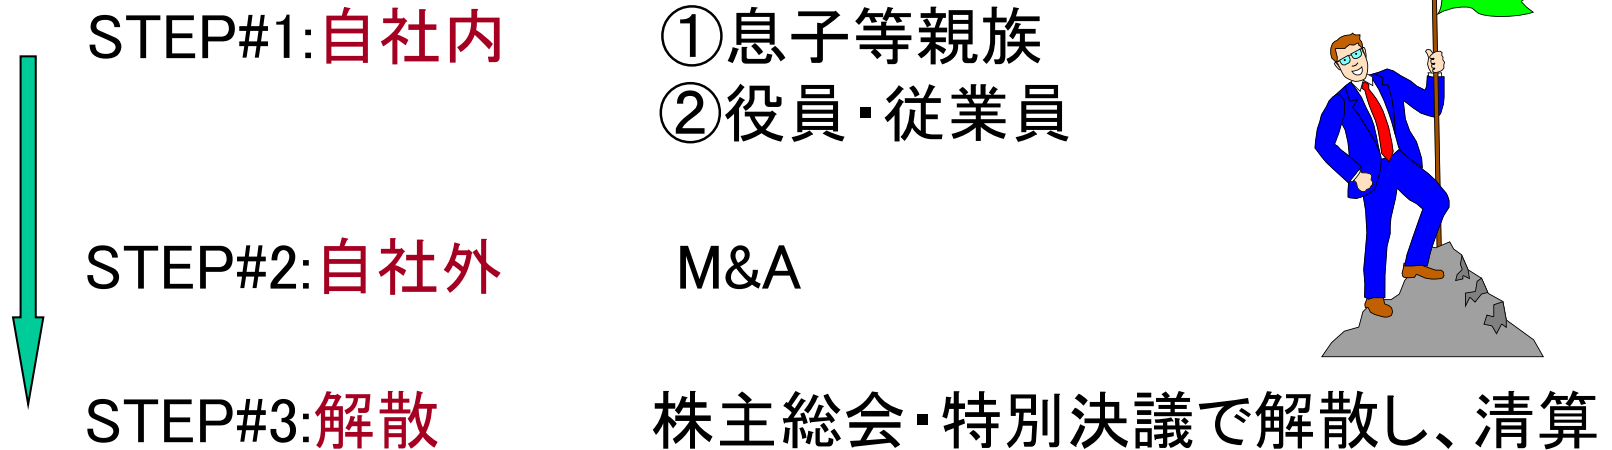 STEP#1:自社内 ①息子等親族
②役員・従業員
STEP#2:自社外 M&A
STEP#3:解散 株主総会・特別決議で解散し、清算